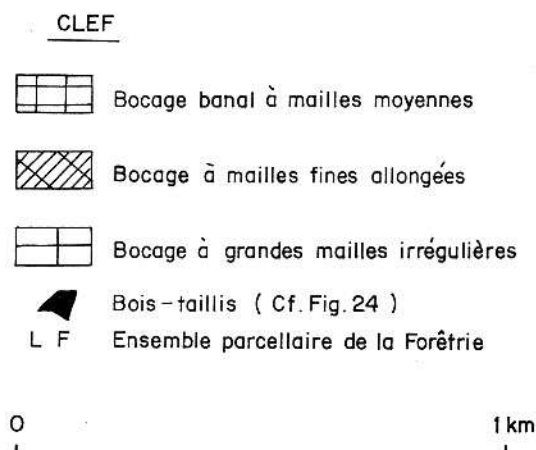 CLEF
Bocage banal à mailles moyennes
Bocage à mailles fines allongées
Bocage à grandes mailles irrégulières
Bois-taillis ( Cf. Fig. 24 )
L F Ensemble parcellaire de la Forêtrie
0 1 km